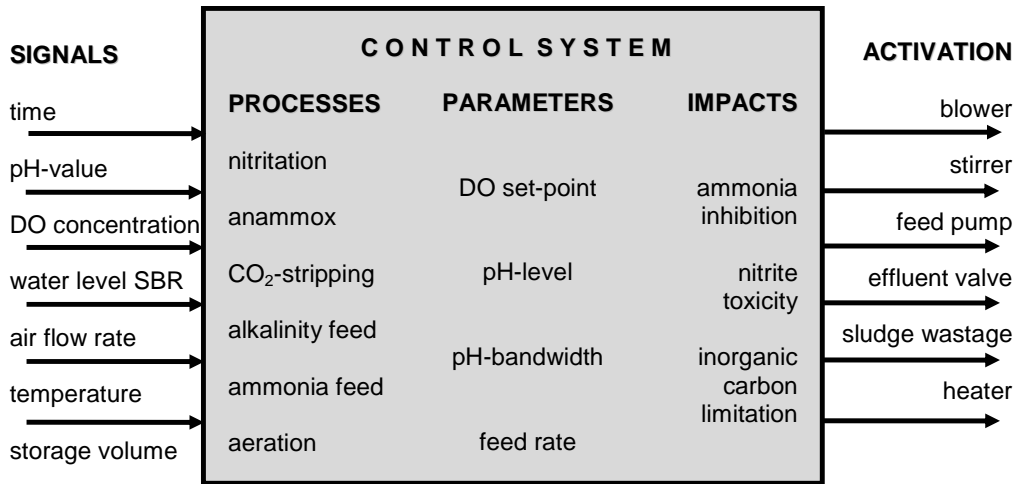 SIGNALS
time
pH-value
DO concentration
water level SBR
air flow rate
temperature
storage volume
C O N T R O L  S Y S T E M
PROCESSES
nitritation
anammox
CO₂-stripping
alkalinity feed
ammonia feed
aeration
PARAMETERS
DO set-point
pH-level
pH-bandwidth
feed rate
IMPACTS
ammonia
inhibition
nitrite
toxicity
inorganic
carbon
limitation
ACTIVATION
blower
stirrer
feed pump
effluent valve
sludge wastage
heater